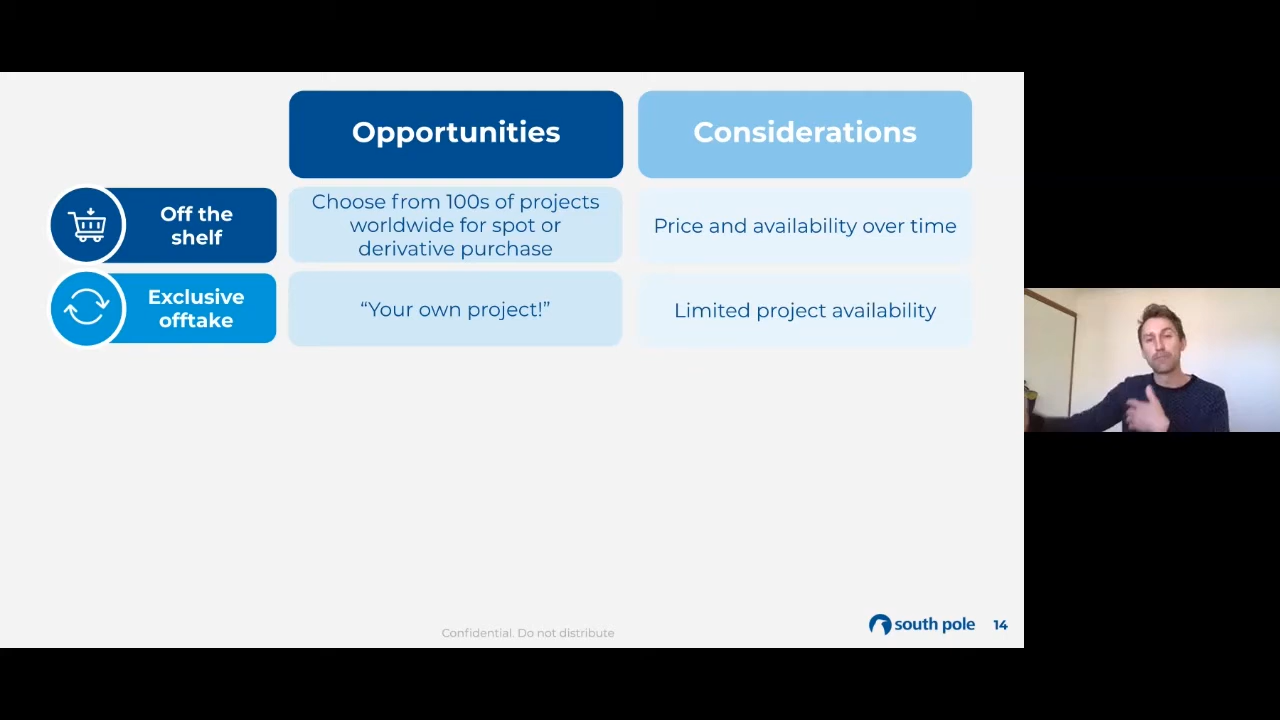 Opportunities
Considerations
Off the
shelf
Choose from 100s of projects
worldwide for spot or
derivative purchase
Price and availability over time
Exclusive
offtake
“Your own project!”
Limited project availability
Confidential. Do not distribute
south pole
14